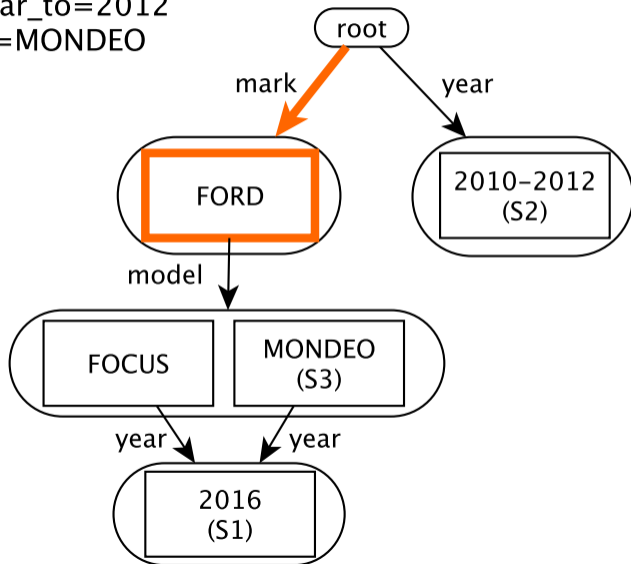 ar_to=2012
=MONDEO
root
mark
year
FORD
2010-2012
(S2)
model
FOCUS
MONDEO
(S3)
year
year
2016
(S1)